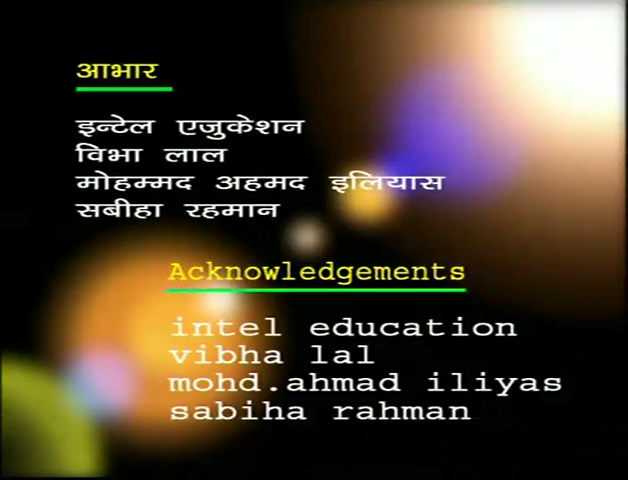 आभार
इन्टेल एजुकेशन
विभा लाल
मोहम्मद अहमद इलियास
सबीहा रहमान
Acknowledgements
intel education
vibha lal
mohd.ahmad iliyas
sabiha rahman